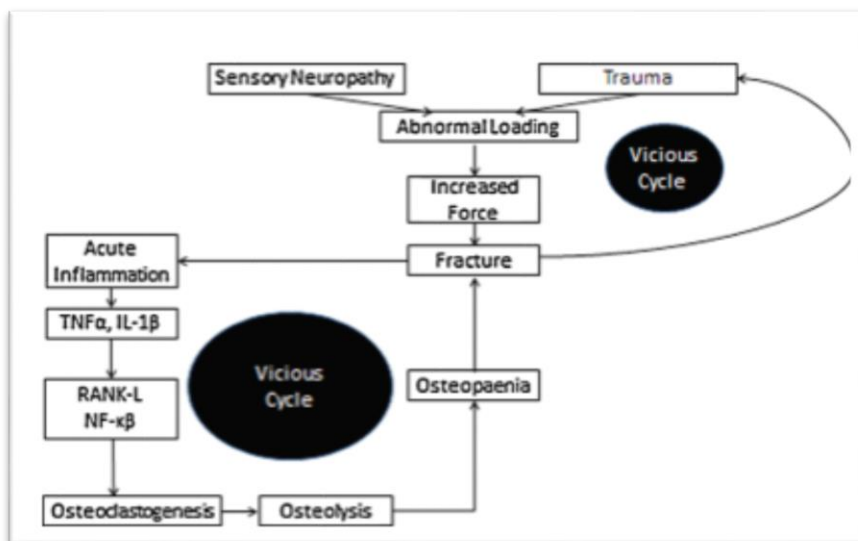 Sensory Neuropathy
Trauma
Abnormal Loading
Vicious
Cycle
Increased
Force
Acute
Inflammation
Fracture
TNFα, IL-1β
Vicious
Cycle
Osteopaenia
RANK-L
NF-κβ
Osteoclastogenesis
Osteolysis